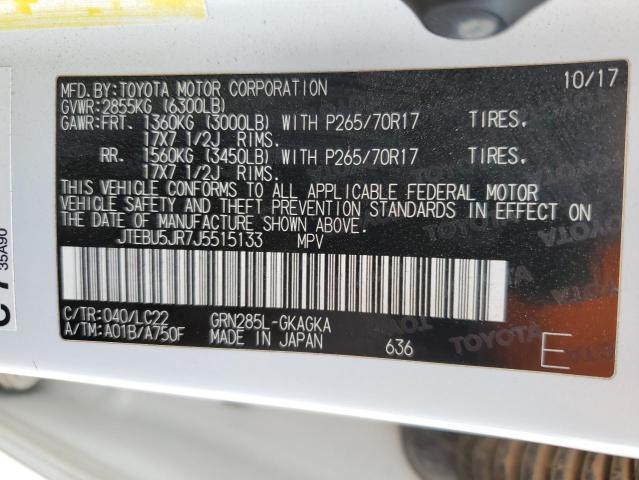 MFD. BY:TOYOTA MOTOR CORPORATION 10/17
GVWR:2855KG (6300LB)
GAWR:FRT. 1360KG (3000LB) WITH P265/70R17 TIRES.
17X7 1/2J RIMS.
RR. 1560KG (3450LB) WITH P265/70R17 TIRES.
17X7 1/2J RIMS.
THIS VEHICLE CONFORMS TO ALL APPLICABLE FEDERAL MOTOR
VEHICLE SAFETY AND THEFT PREVENTION STANDARDS IN EFFECT ON
THE DATE OF MANUFACTURE SHOWN ABOVE.
JTEBU5JR7J5515133 MPV
C/TR:040/LC22 GRN285L-GKAGKA
A/TM:A01B/A750F MADE IN JAPAN 636 E
35A90